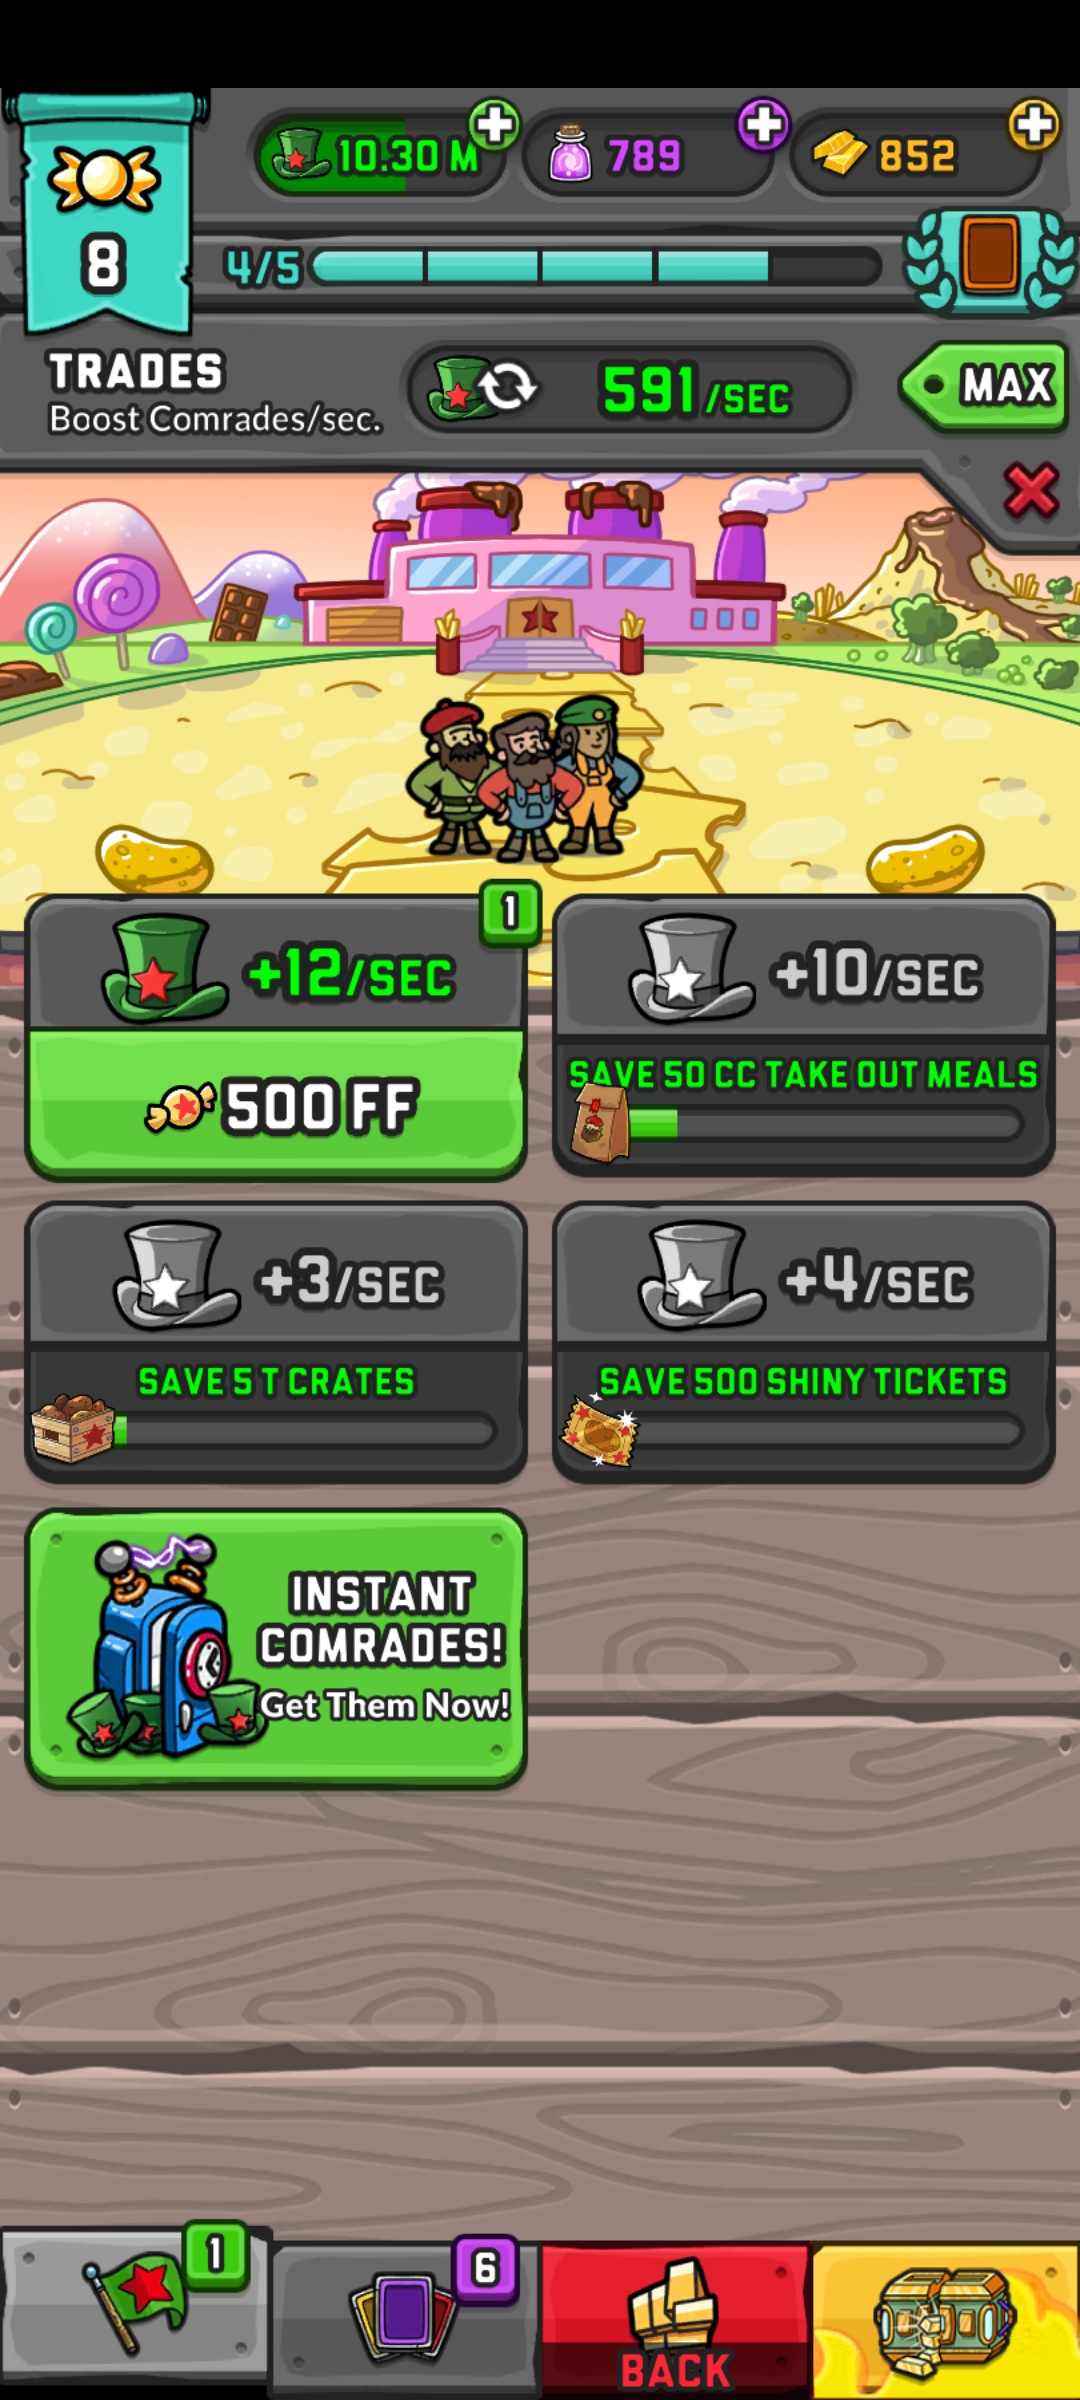 10.30 M
789
852
8
4/5
TRADES
Boost Comrades/sec.
591/SEC
MAX
1
+12/SEC
500 FF
+10/SEC
SAVE 50 CC TAKE OUT MEALS
+3/SEC
SAVE 5 T CRATES
+4/SEC
SAVE 500 SHINY TICKETS
INSTANT
COMRADES!
Get Them Now!
1
6
BACK